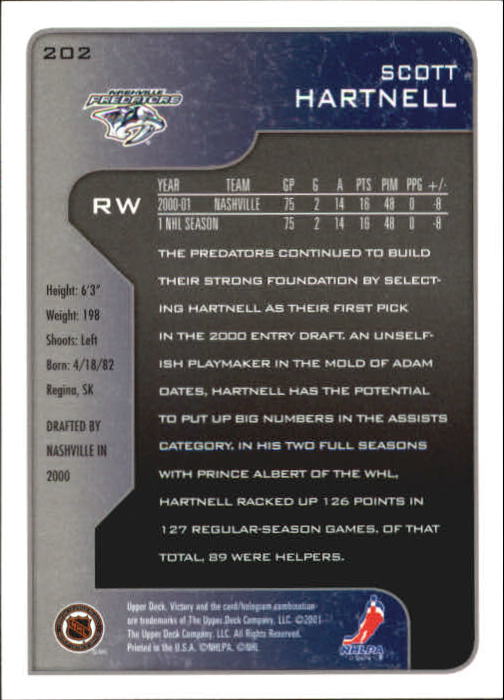 202
SCOTT
HARTNELL
NASHVILLE
PREDATORS
RW
YEAR TEAM GP G A PTS PIM PPG +/-
2000-01 NASHVILLE 75 2 14 16 48 0 -8
1 NHL SEASON 75 2 14 16 48 0 -8
THE PREDATORS CONTINUED TO BUILD
THEIR STRONG FOUNDATION BY SELECT-
ING HARTNELL AS THEIR FIRST PICK
IN THE 2000 ENTRY DRAFT. AN UNSELF-
ISH PLAYMAKER IN THE MOLD OF ADAM
OATES, HARTNELL HAS THE POTENTIAL
TO PUT UP BIG NUMBERS IN THE ASSISTS
CATEGORY. IN HIS TWO FULL SEASONS
WITH PRINCE ALBERT OF THE WHL,
HARTNELL RACKED UP 126 POINTS IN
127 REGULAR-SEASON GAMES. OF THAT
TOTAL, 89 WERE HELPERS.
Height: 6'3"
Weight: 198
Shoots: Left
Born: 4/18/82
Regina, SK
DRAFTED BY
NASHVILLE IN
2000
Upper Deck, Victory and the card/hologram combination
are trademarks of The Upper Deck Company, LLC. ©2001
The Upper Deck Company, LLC. All Rights Reserved.
Printed in the U.S.A. ©NHLPA. ©NHL
NHL
NHLPA